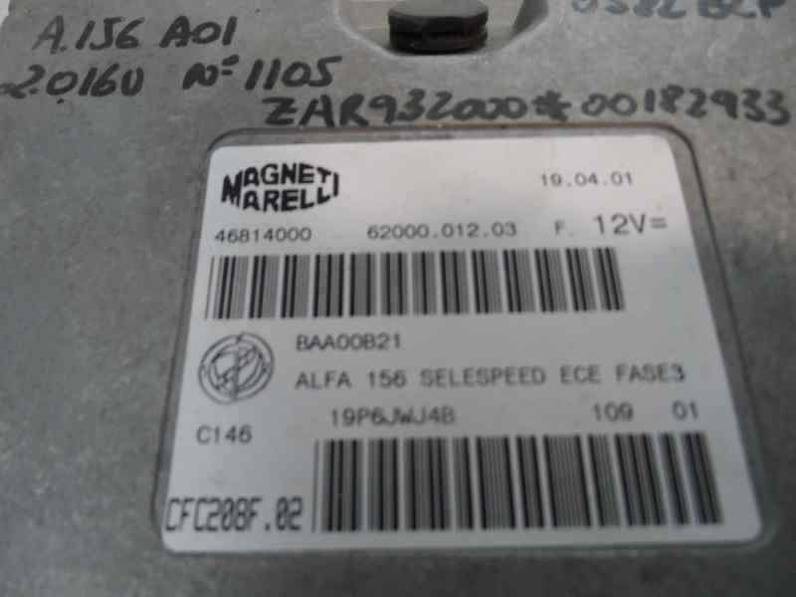 A.156 A01
2.016V Nº 1105
ZAR932000*00182933
MAGNETI
MARELLI
19.04.01
46814000 62000.012.03 F. 12V=
BAA00B21
ALFA 156 SELESPEED ECE FASE3
19P6JWJ4B 109 01
C146
CFC208F.02